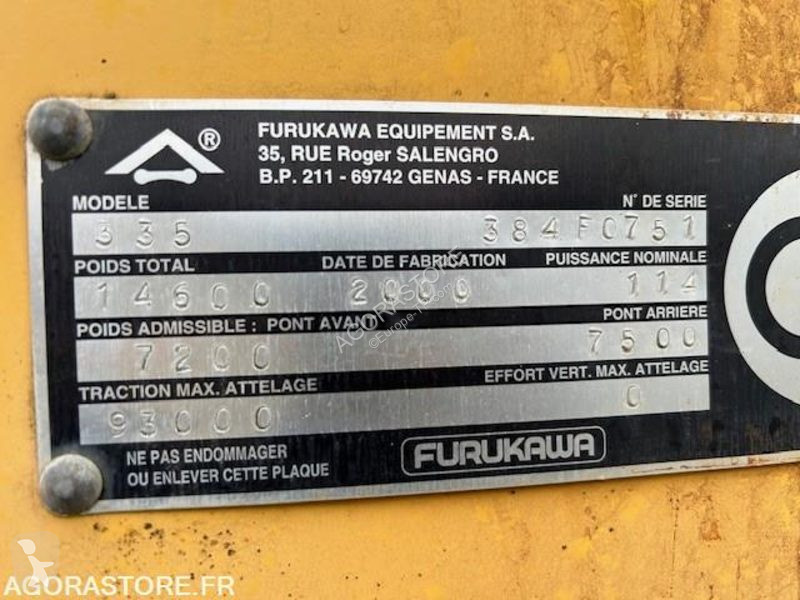 ®
FURUKAWA EQUIPEMENT S.A.
35, RUE Roger SALENGRO
B.P. 211 - 69742 GENAS - FRANCE
MODELE N° DE SERIE
335 384F0751
POIDS TOTAL DATE DE FABRICATION PUISSANCE NOMINALE
14600 2000 114
POIDS ADMISSIBLE : PONT AVANT PONT ARRIERE
7200 7500
TRACTION MAX. ATTELAGE EFFORT VERT. MAX. ATTELAGE
93000 0
NE PAS ENDOMMAGER
OU ENLEVER CETTE PLAQUE
FURUKAWA
AGORASTORE
AGORASTORE.FR